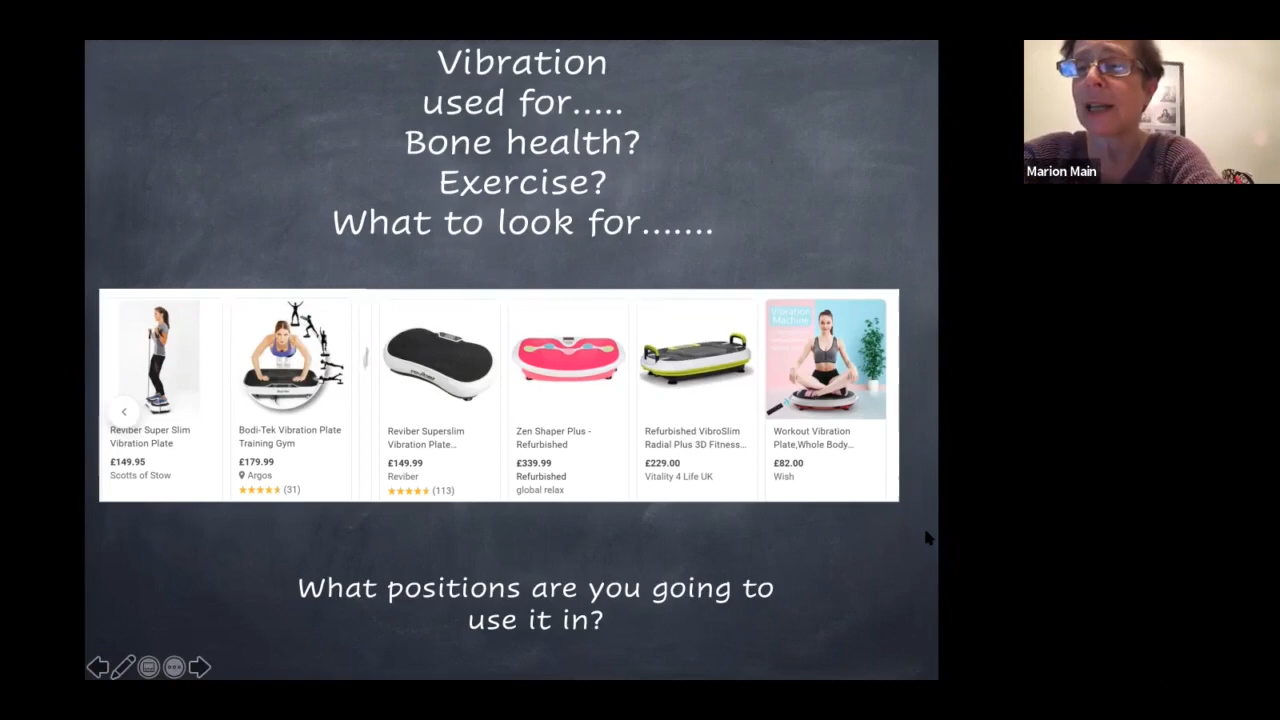 Vibration
used for.....
Bone health?
Exercise?
What to look for.......
Marion Main
Vibration
Machine
Reviber Super Slim
Vibration Plate
£149.95
Scotts of Stow
Bodi-Tek Vibration Plate
Training Gym
£179.99
Argos
(31)
Reviber Superslim
Vibration Plate...
£149.99
Reviber
(113)
Zen Shaper Plus -
Refurbished
£339.99
Refurbished
global relax
Refurbished VibroSlim
Radial Plus 3D Fitness...
£229.00
Vitality 4 Life UK
Workout Vibration
Plate,Whole Body...
£82.00
Wish
What positions are you going to
use it in?